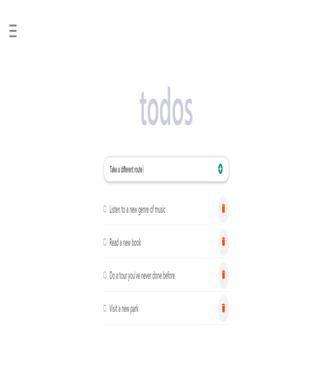 todos
Take a different route
Listen to a new genre of music
Read a new book
Do a tour you've never done before
Visit a new park